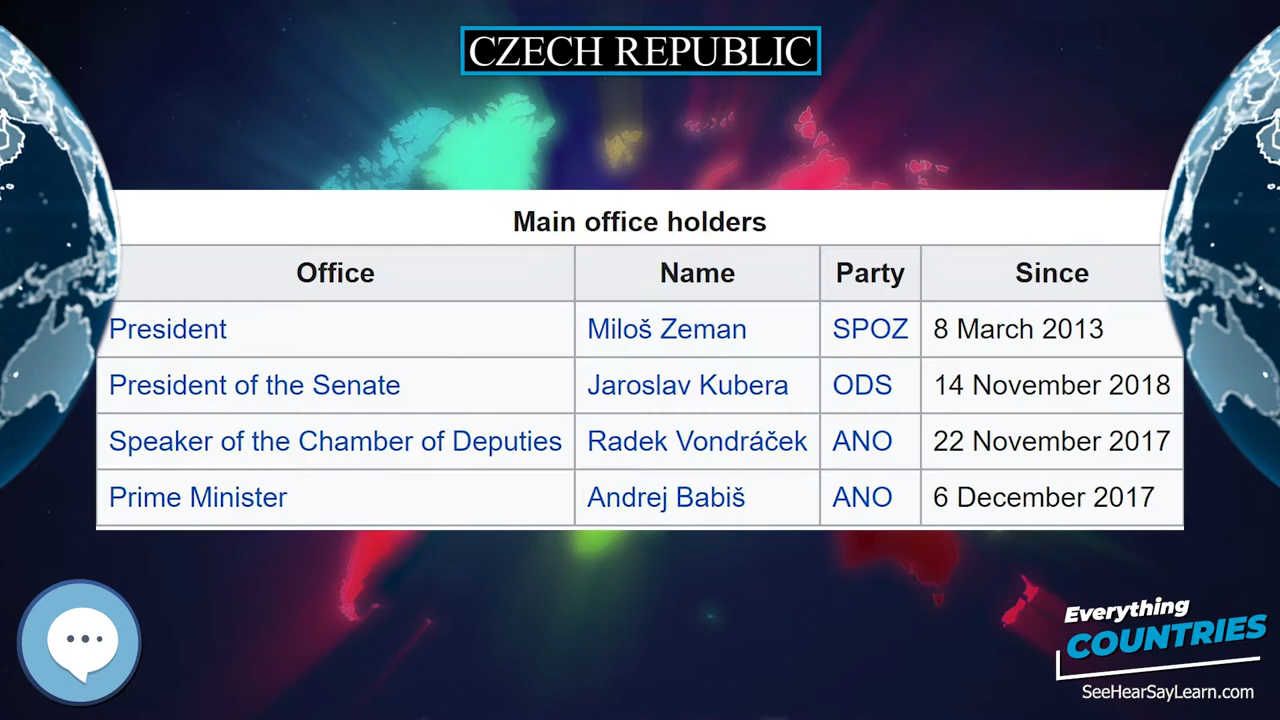 CZECH REPUBLIC
Main office holders
Office Name Party Since
President Miloš Zeman SPOZ 8 March 2013
President of the Senate Jaroslav Kubera ODS 14 November 2018
Speaker of the Chamber of Deputies Radek Vondráček ANO 22 November 2017
Prime Minister Andrej Babiš ANO 6 December 2017
Everything
COUNTRIES
SeeHearSayLearn.com